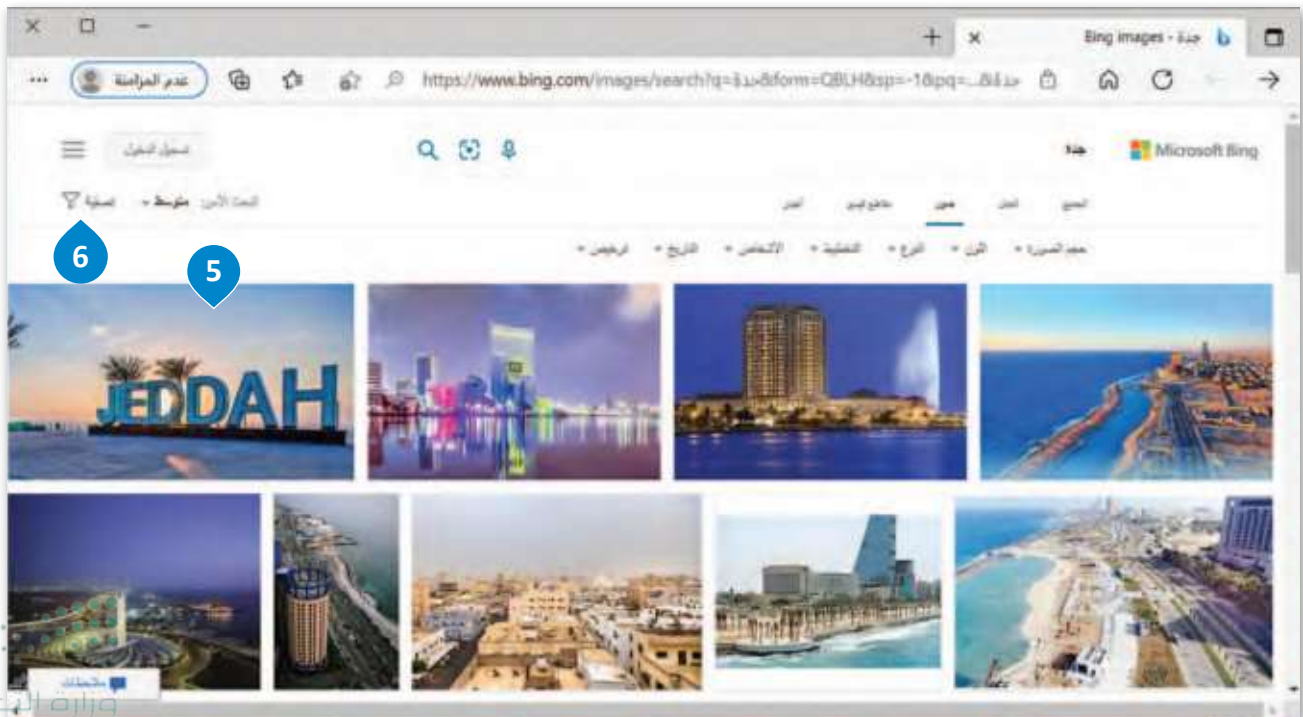 جدة - Bing images
https://www.bing.com/images/search?q=جدة&form=QBLH&sp=-1&pq=...جدة&
عدم المزامنة
Microsoft Bing
جدة
تسجيل الدخول
الجميع
صور
مقاطع فيديو
البحث الآمن: متوسط
تصفية
حجم الصورة
اللون
النوع
التخطيط
الأشخاص
التاريخ
ترخيص
6
5
JEDDAH
ملاحظات